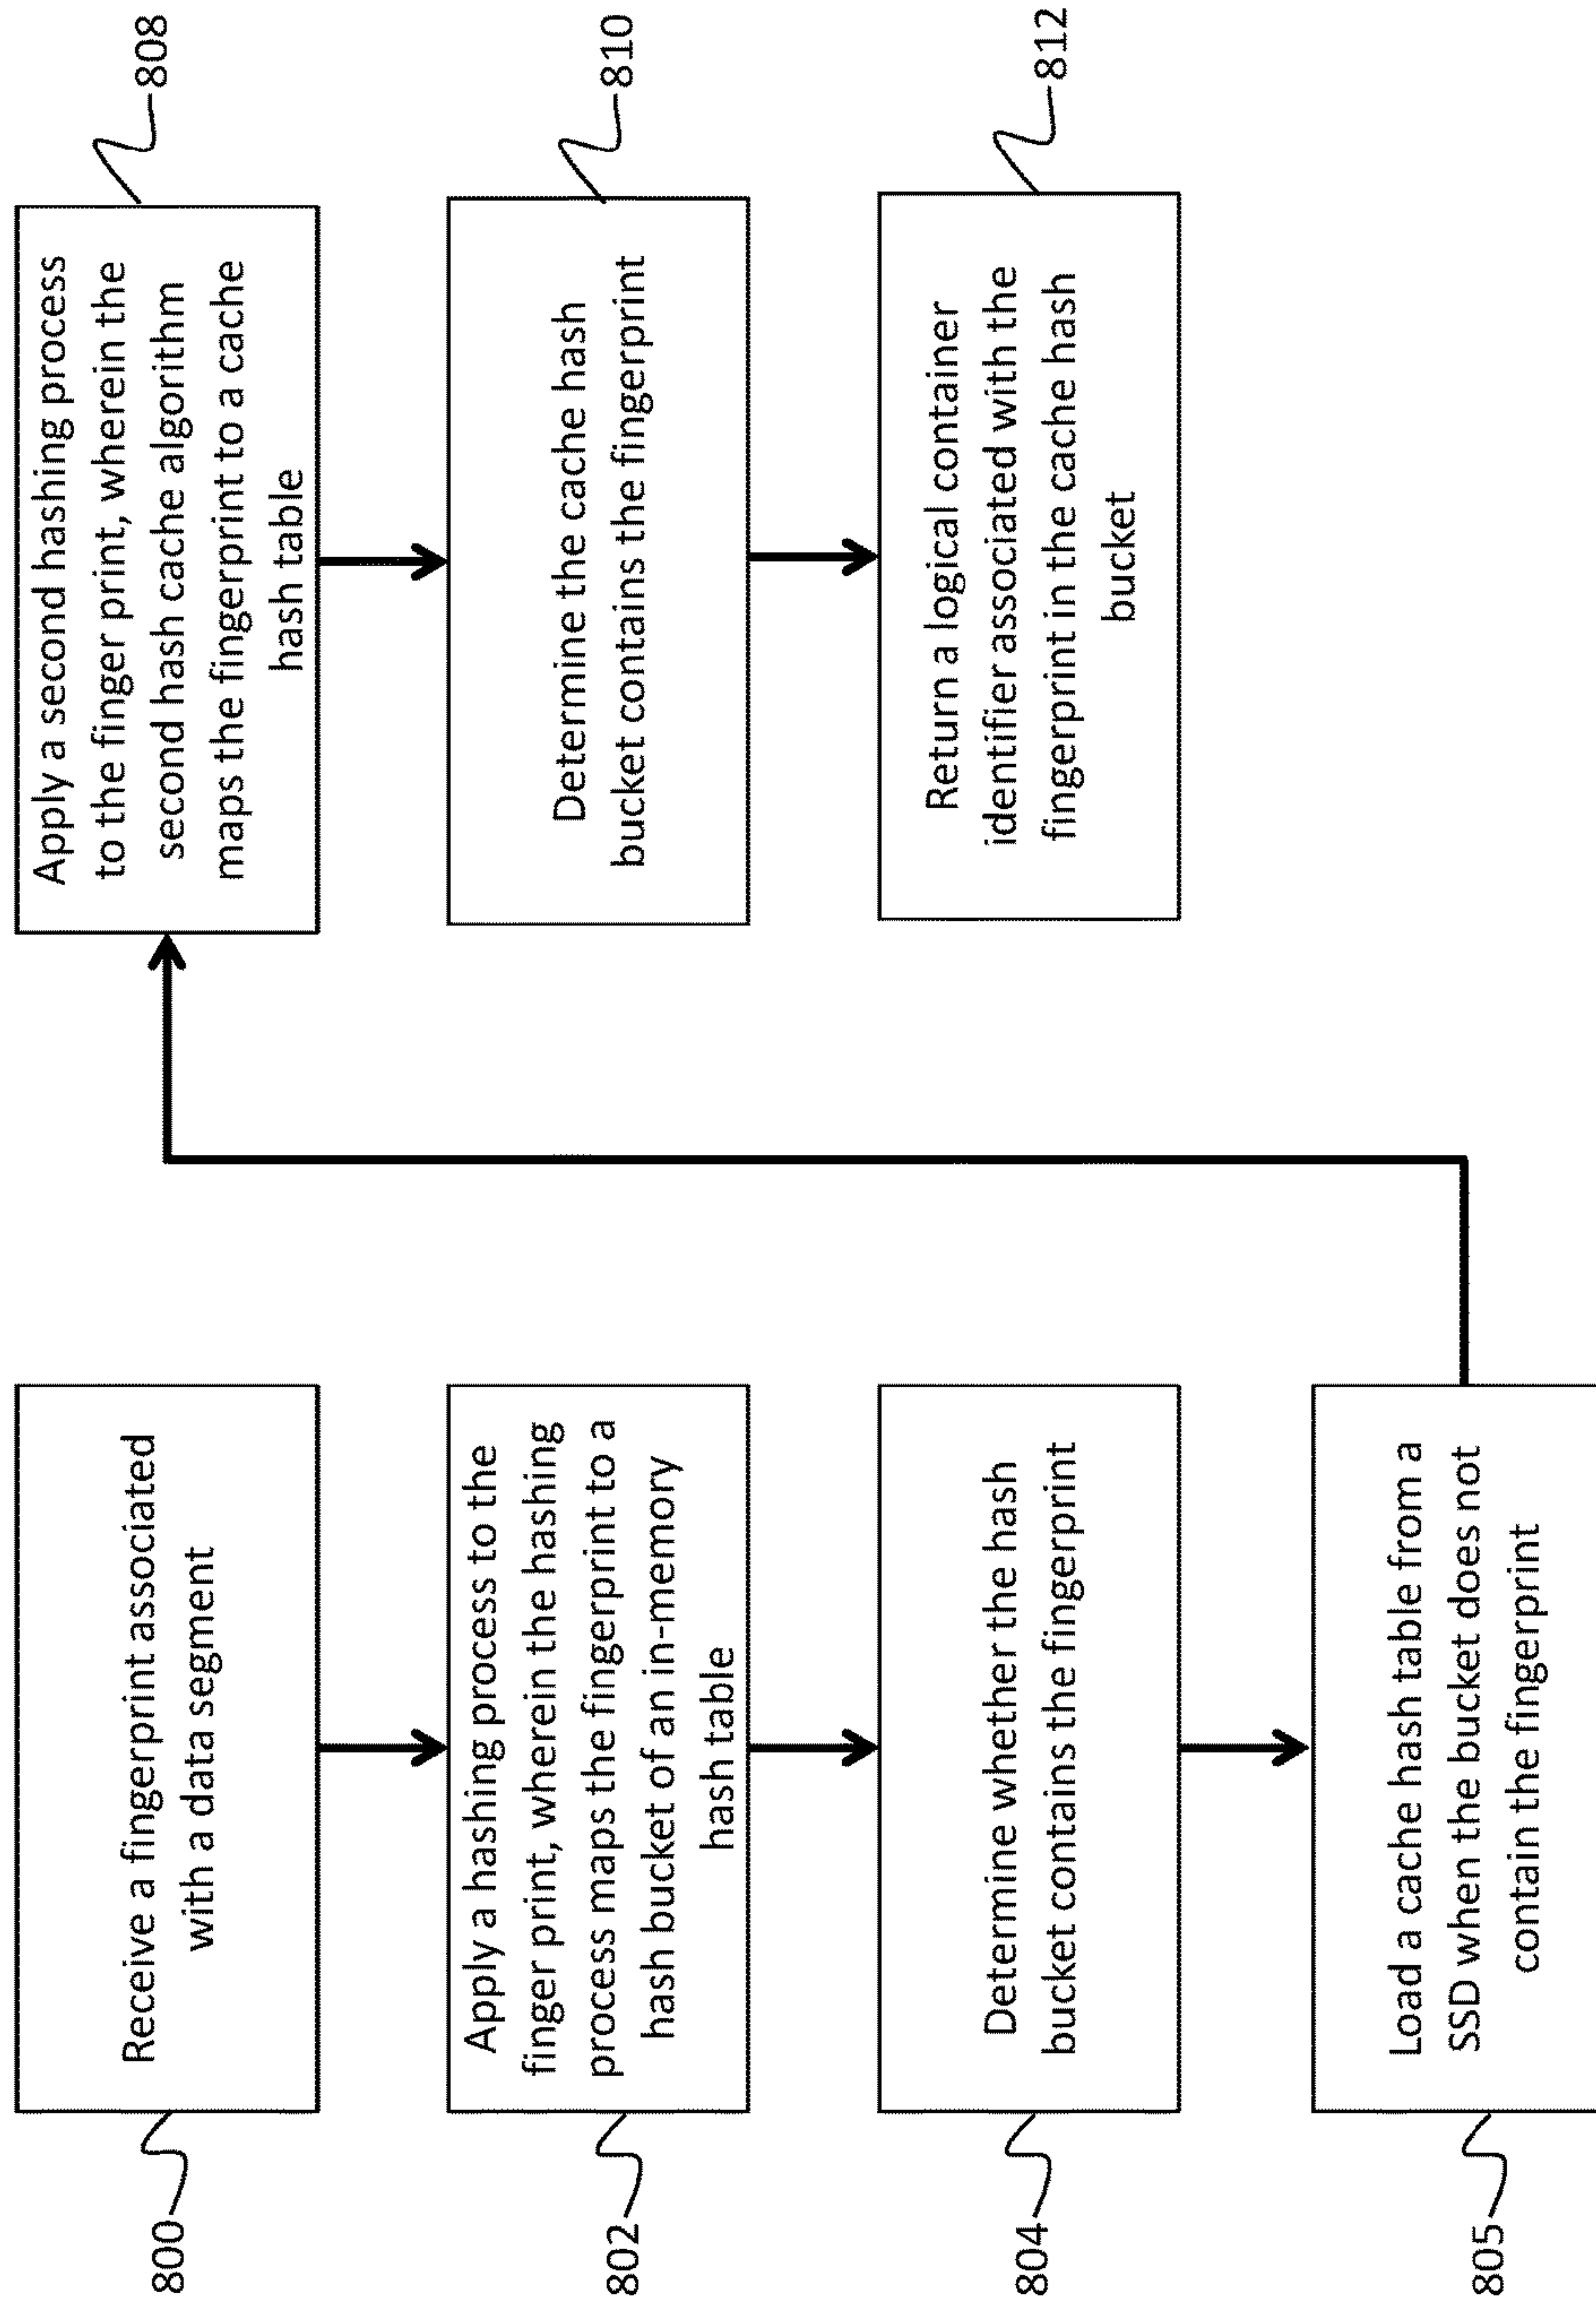 800
Receive a fingerprint associated
with a data segment
802
Apply a hashing process to the
finger print, wherein the hashing
process maps the fingerprint to a
hash bucket of an in-memory
hash table
804
Determine whether the hash
bucket contains the fingerprint
805
Load a cache hash table from a
SSD when the bucket does not
contain the fingerprint
808
Apply a second hashing process
to the finger print, wherein the
second hash cache algorithm
maps the fingerprint to a cache
hash table
810
Determine the cache hash
bucket contains the fingerprint
812
Return a logical container
identifier associated with the
fingerprint in the cache hash
bucket